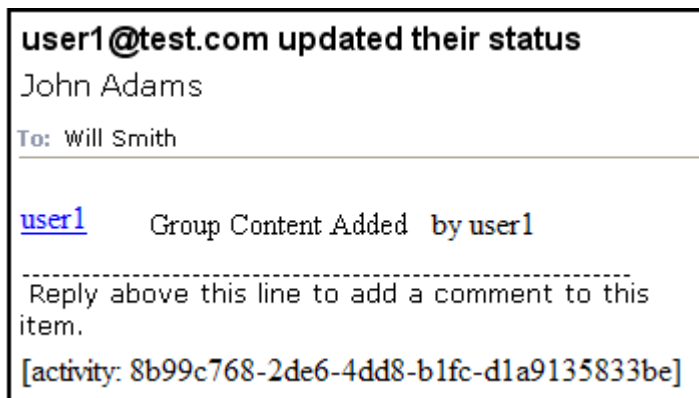 user1@test.com updated their status
John Adams
To: Will Smith
user1 Group Content Added by user1
--------------------------------------------------------------
Reply above this line to add a comment to this
item.
[activity: 8b99c768-2de6-4dd8-b1fc-d1a9135833be]